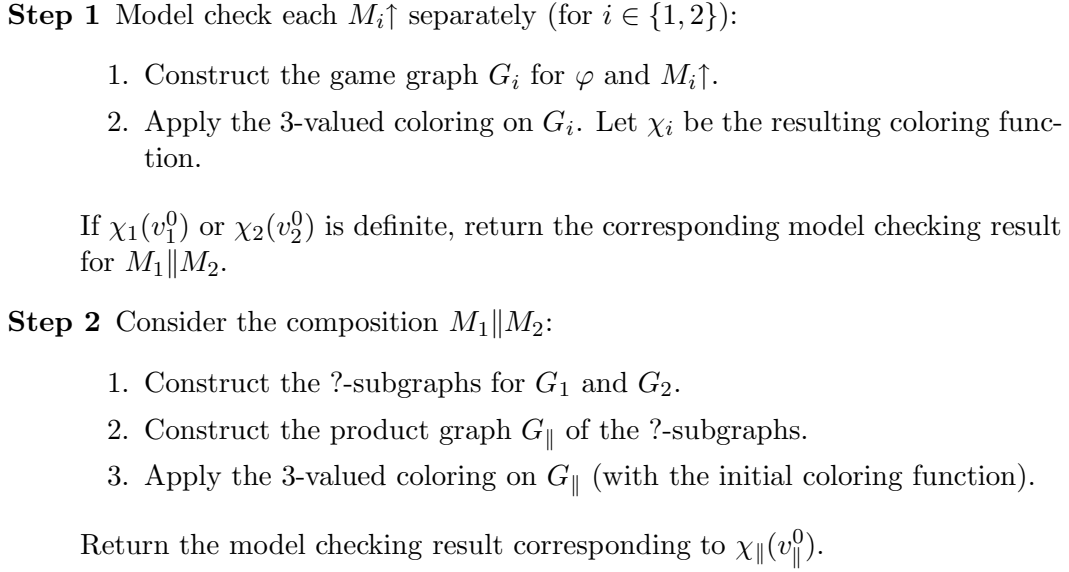 Step 1 Model check each M_i↑ separately (for i ∈ {1, 2}):
1. Construct the game graph G_i for φ and M_i↑.
2. Apply the 3-valued coloring on G_i. Let χ_i be the resulting coloring func-
tion.
If χ_1(v_1^0) or χ_2(v_2^0) is definite, return the corresponding model checking result
for M_1||M_2.
Step 2 Consider the composition M_1||M_2:
1. Construct the ?-subgraphs for G_1 and G_2.
2. Construct the product graph G_|| of the ?-subgraphs.
3. Apply the 3-valued coloring on G_|| (with the initial coloring function).
Return the model checking result corresponding to χ_||(v_||^0).